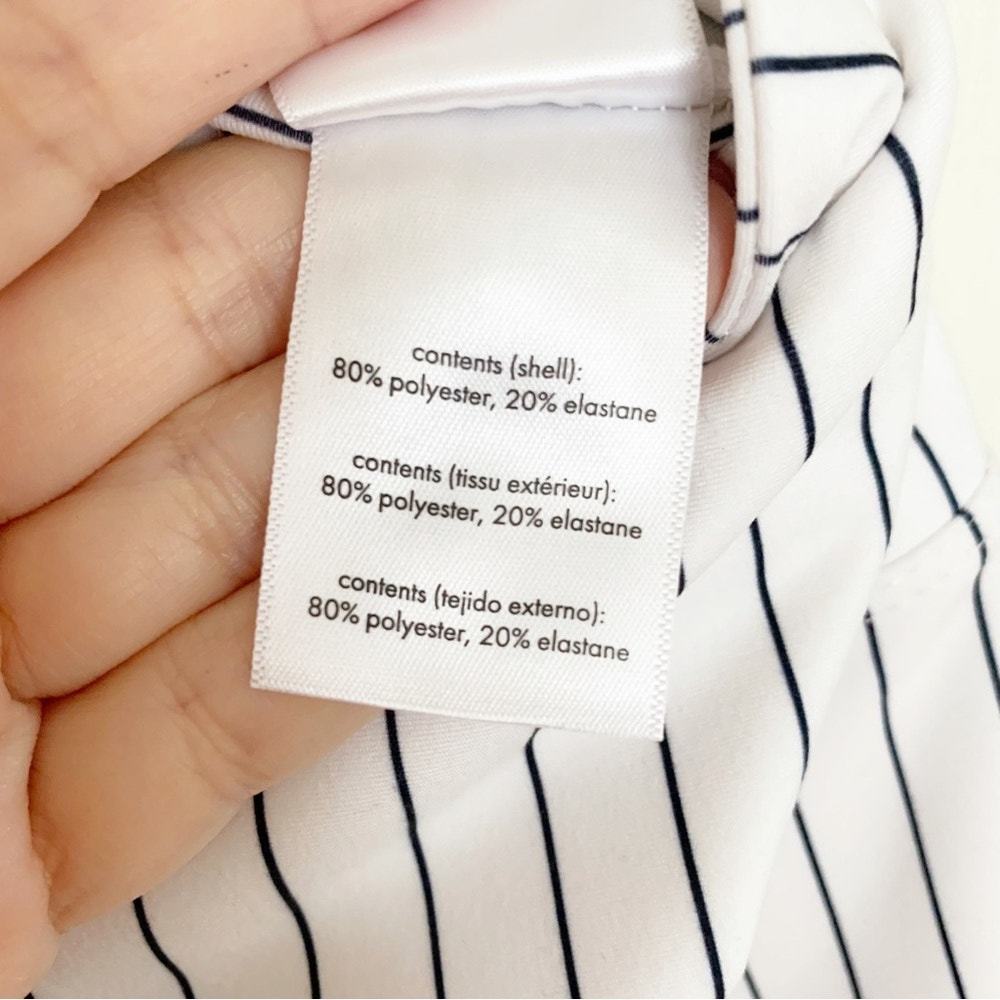 contents (shell):
80% polyester, 20% elastane
contents (tissu extérieur):
80% polyester, 20% elastane
contents (tejido externo):
80% polyester, 20% elastane